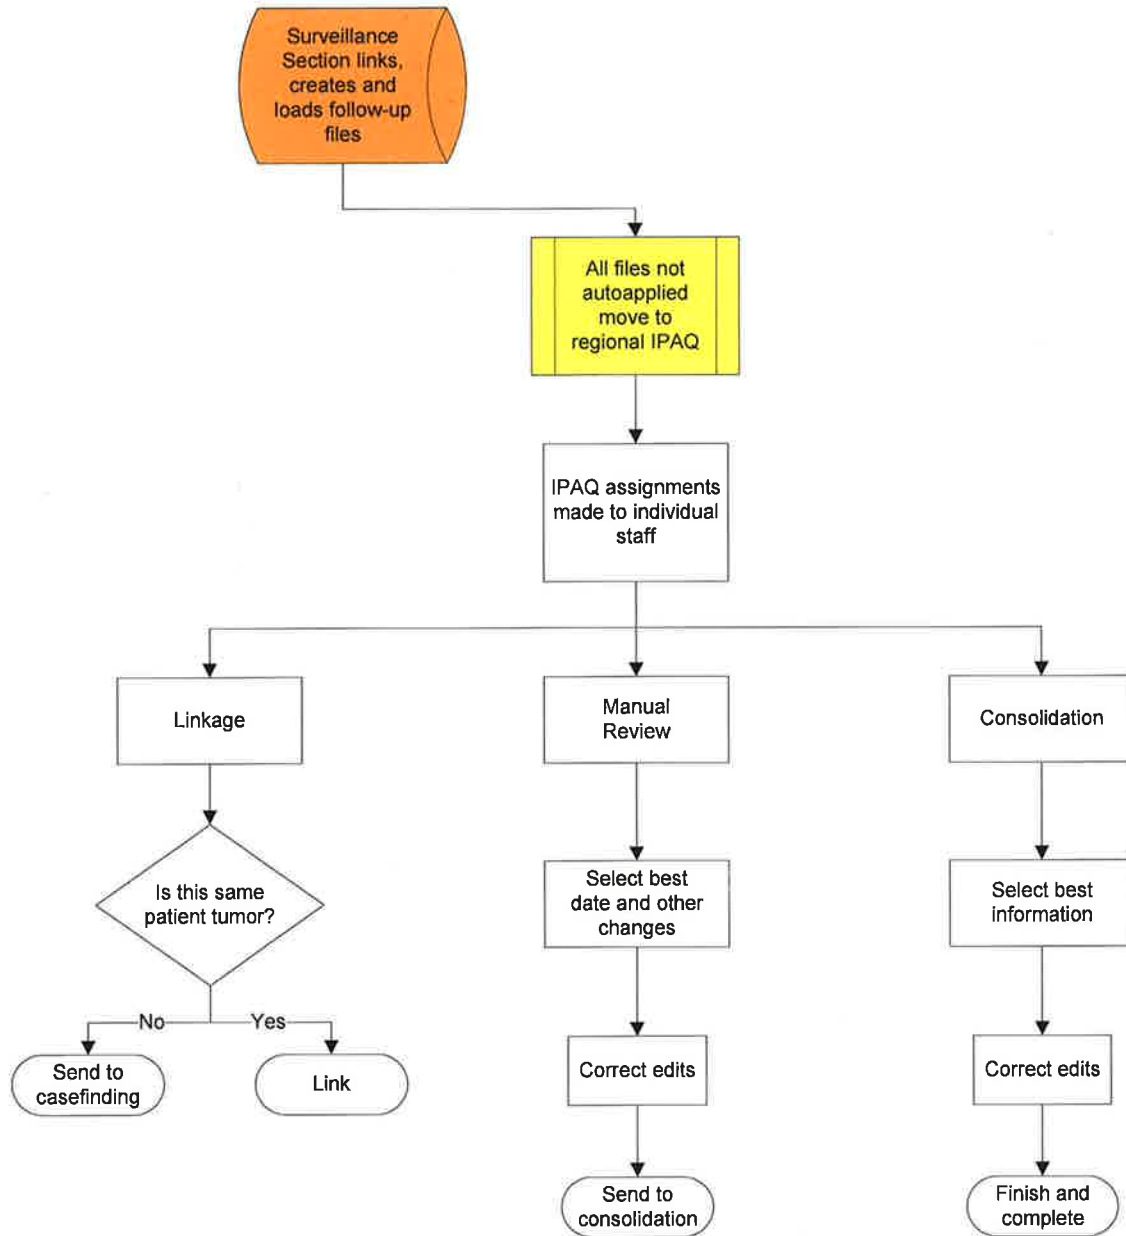 Surveillance
Section links,
creates and
loads follow-up
files
All files not
autoapplied
move to
regional IPAQ
IPAQ assignments
made to individual
staff
Linkage
Manual
Review
Consolidation
Is this same
patient tumor?
Select best
date and other
changes
Select best
information
No
Yes
Send to
casefinding
Link
Correct edits
Correct edits
Send to
consolidation
Finish and
complete